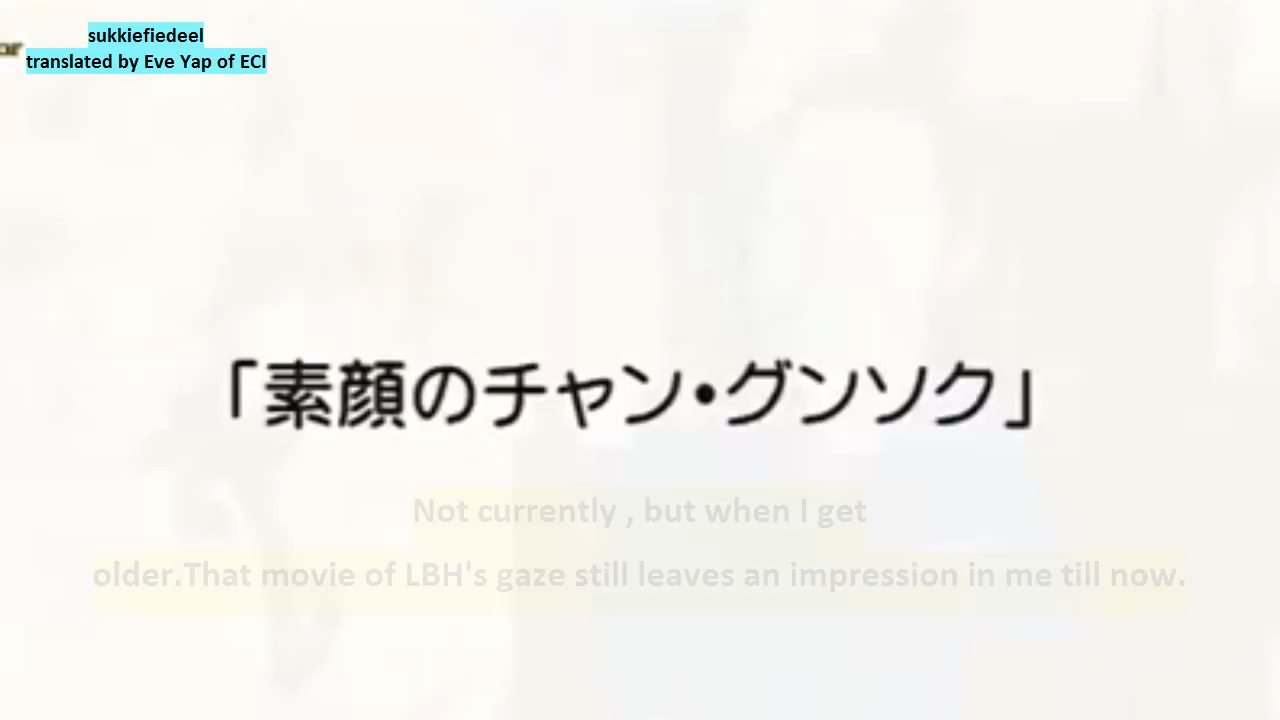 sukkiefiedeel
translated by Eve Yap of ECI
「素顔のチャン・グンソク」
Not currently , but when I get
older.That movie of LBH's gaze still leaves an impression in me till now.